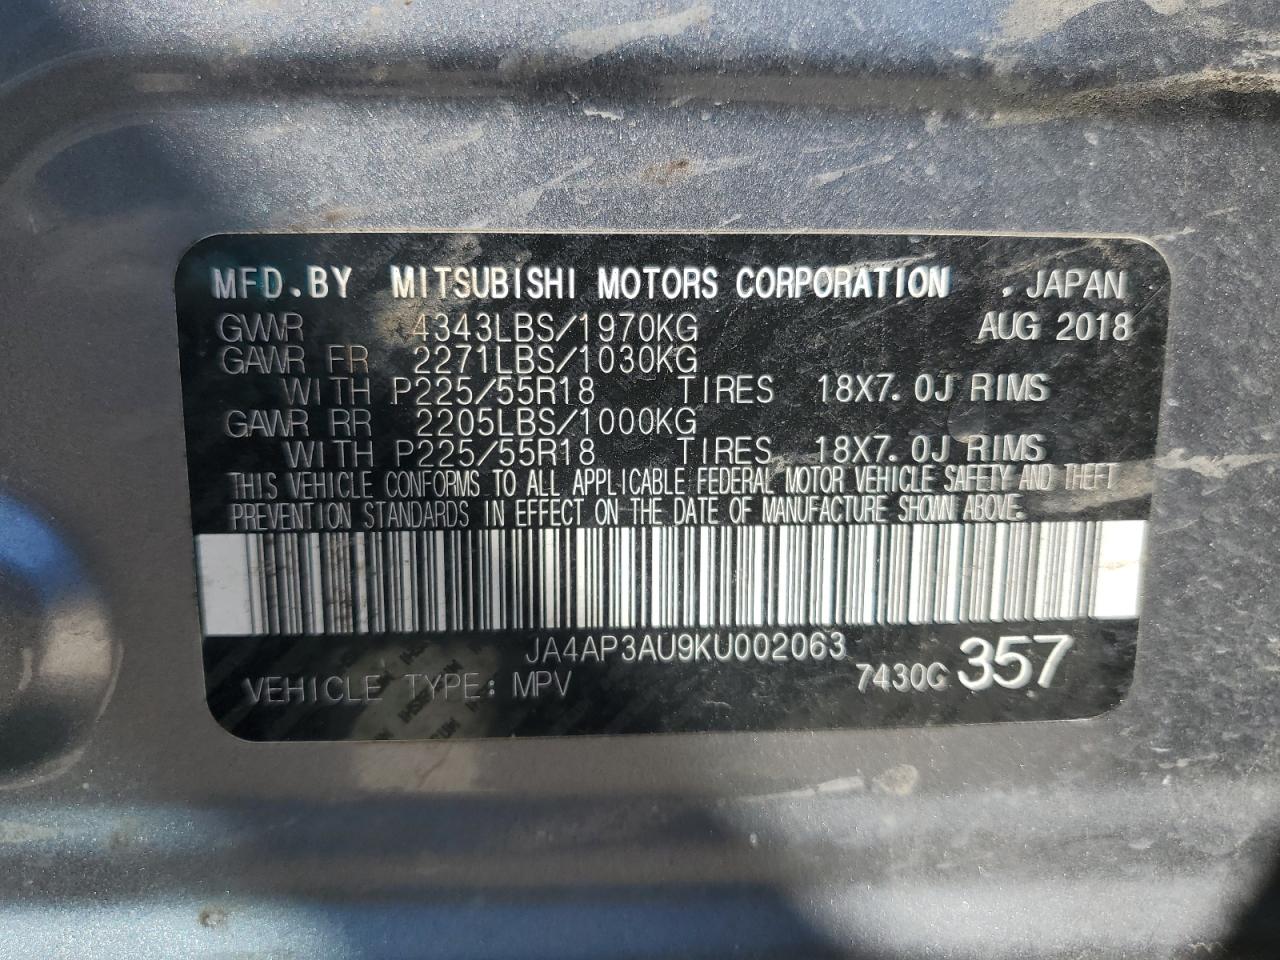 MFD.BY MITSUBISHI MOTORS CORPORATION , JAPAN
GVWR 4343LBS/1970KG AUG 2018
GAWR FR 2271LBS/1030KG
WITH P225/55R18 TIRES 18X7.0J RIMS
GAWR RR 2205LBS/1000KG
WITH P225/55R18 TIRES 18X7.0J RIMS
THIS VEHICLE CONFORMS TO ALL APPLICABLE FEDERAL MOTOR VEHICLE SAFETY AND THEFT
PREVENTION STANDARDS IN EFFECT ON THE DATE OF MANUFACTURE SHOWN ABOVE.
JA4AP3AU9KU002063
VEHICLE TYPE: MPV 7430C 357